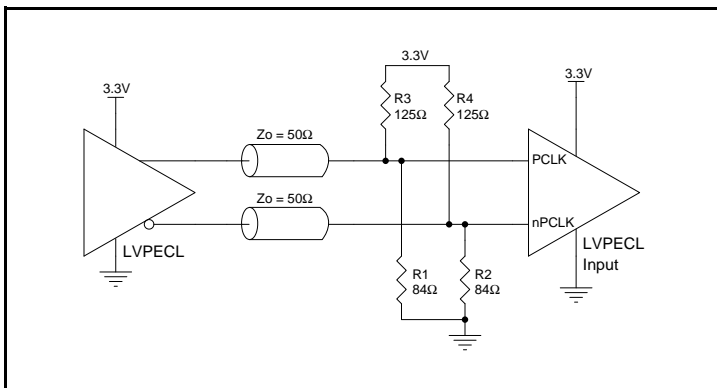 3.3V
3.3V
3.3V
R3
125Ω
R4
125Ω
Zo = 50Ω
PCLK
Zo = 50Ω
nPCLK
LVPECL
LVPECL
Input
R1
84Ω
R2
84Ω